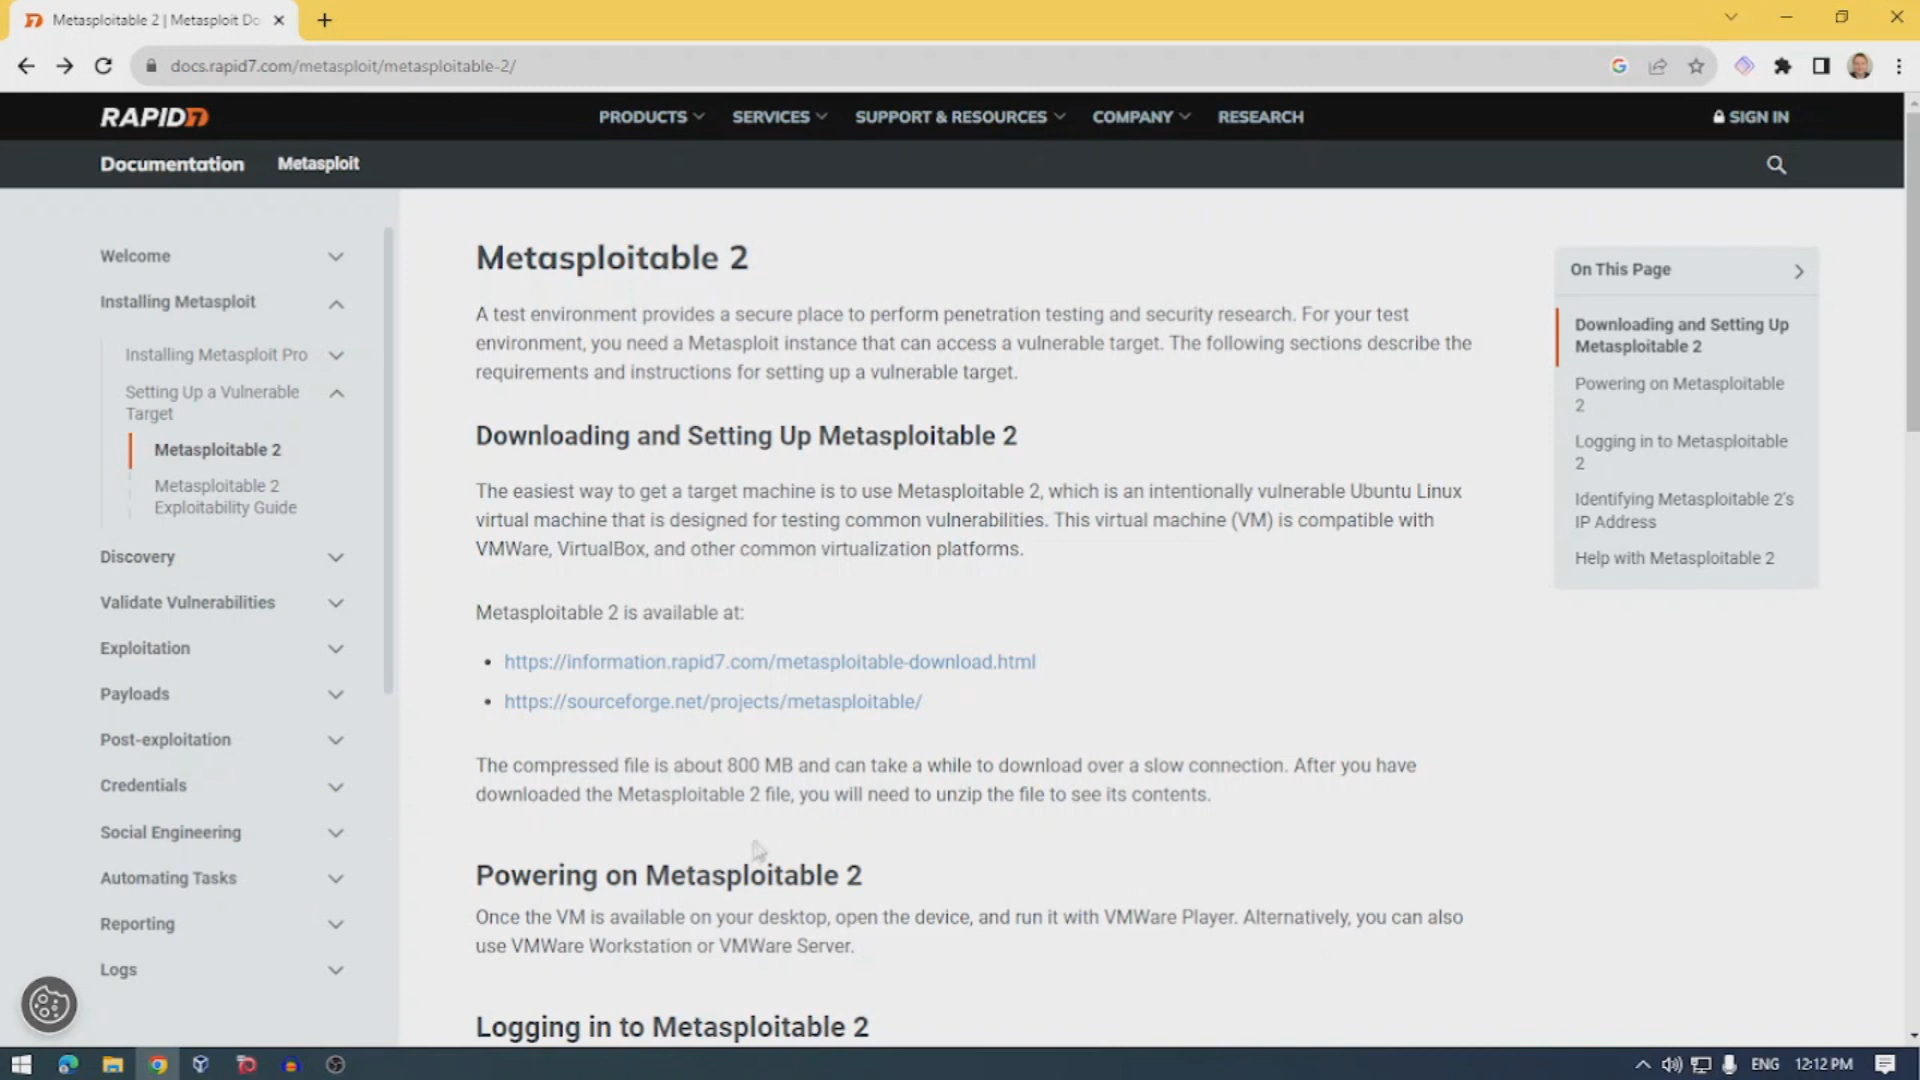 Metasploitable 2 | Metasploit Do
docs.rapid7.com/metasploit/metasploitable-2/
RAPID7
PRODUCTS
SERVICES
SUPPORT & RESOURCES
COMPANY
RESEARCH
SIGN IN
Documentation
Metasploit
Welcome
Installing Metasploit
Installing Metasploit Pro
Setting Up a Vulnerable
Target
Metasploitable 2
Metasploitable 2
Exploitability Guide
Discovery
Validate Vulnerabilities
Exploitation
Payloads
Post-exploitation
Credentials
Social Engineering
Automating Tasks
Reporting
Logs
Metasploitable 2
A test environment provides a secure place to perform penetration testing and security research. For your test
environment, you need a Metasploit instance that can access a vulnerable target. The following sections describe the
requirements and instructions for setting up a vulnerable target.
Downloading and Setting Up Metasploitable 2
The easiest way to get a target machine is to use Metasploitable 2, which is an intentionally vulnerable Ubuntu Linux
virtual machine that is designed for testing common vulnerabilities. This virtual machine (VM) is compatible with
VMWare, VirtualBox, and other common virtualization platforms.
Metasploitable 2 is available at:
• https://information.rapid7.com/metasploitable-download.html
• https://sourceforge.net/projects/metasploitable/
The compressed file is about 800 MB and can take a while to download over a slow connection. After you have
downloaded the Metasploitable 2 file, you will need to unzip the file to see its contents.
Powering on Metasploitable 2
Once the VM is available on your desktop, open the device, and run it with VMWare Player. Alternatively, you can also
use VMWare Workstation or VMWare Server.
Logging in to Metasploitable 2
On This Page
Downloading and Setting Up
Metasploitable 2
Powering on Metasploitable
2
Logging in to Metasploitable
2
Identifying Metasploitable 2's
IP Address
Help with Metasploitable 2
ENG
12:12 PM